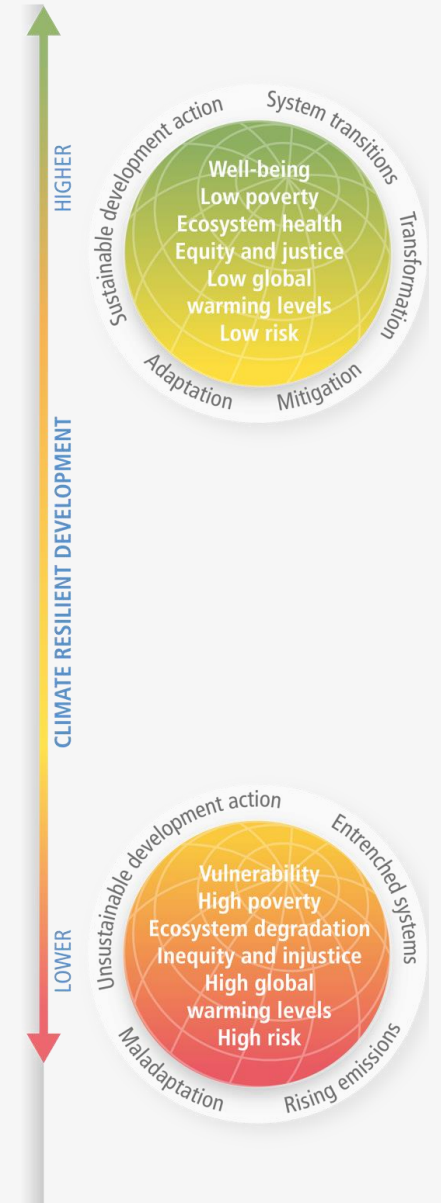 HIGHER
CLIMATE RESILIENT DEVELOPMENT
LOWER
Sustainable development action
System transitions
Transformation
Mitigation
Adaptation
Well-being
Low poverty
Ecosystem health
Equity and justice
Low global
warming levels
Low risk
Unsustainable development action
Entrenched systems
Rising emissions
Maladaptation
Vulnerability
High poverty
Ecosystem degradation
Inequity and injustice
High global
warming levels
High risk